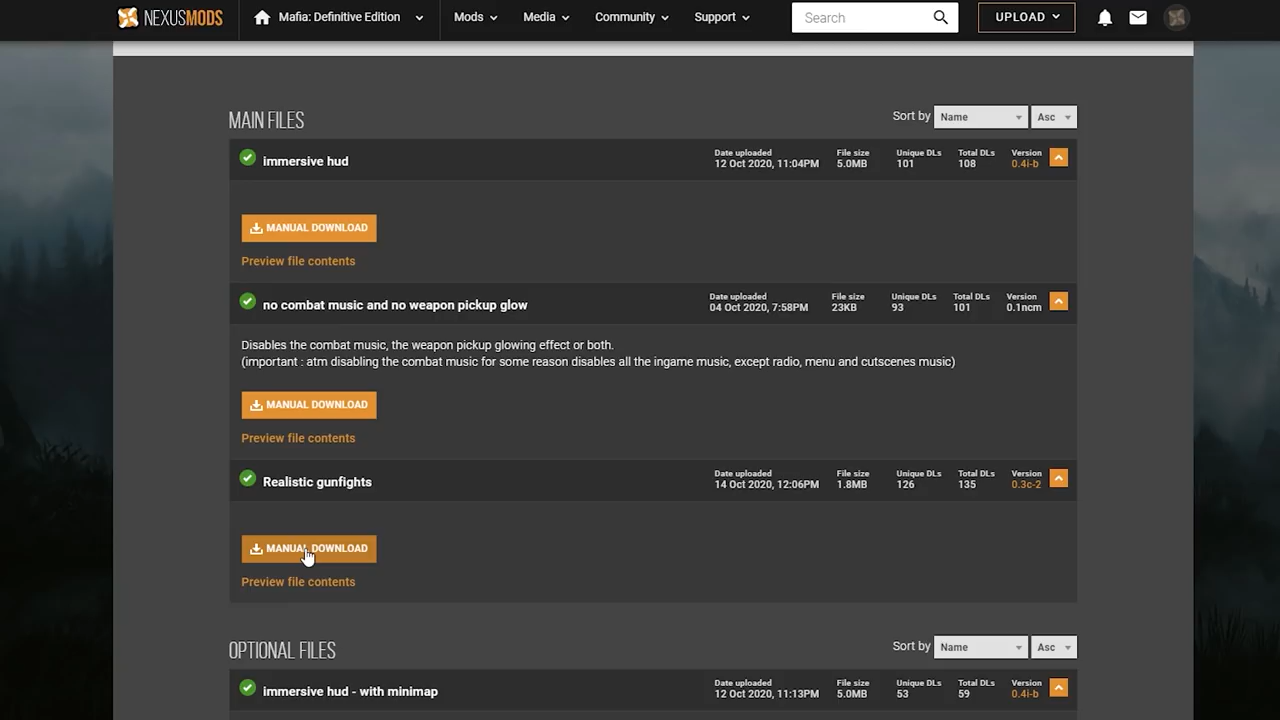 NEXUSMODS
Mafia: Definitive Edition
Mods
Media
Community
Support
Search
UPLOAD
MAIN FILES
Sort by
Name
Asc
immersive hud
Date uploaded
12 Oct 2020, 11:04PM
File size
5.0MB
Unique DLs
101
Total DLs
108
Version
0.4i-b
MANUAL DOWNLOAD
Preview file contents
no combat music and no weapon pickup glow
Date uploaded
04 Oct 2020, 7:58PM
File size
23KB
Unique DLs
93
Total DLs
101
Version
0.1ncm
Disables the combat music, the weapon pickup glowing effect or both.
(important : atm disabling the combat music for some reason disables all the ingame music, except radio, menu and cutscenes music)
MANUAL DOWNLOAD
Preview file contents
Realistic gunfights
Date uploaded
14 Oct 2020, 12:06PM
File size
1.8MB
Unique DLs
126
Total DLs
135
Version
0.3c-2
MANUAL DOWNLOAD
Preview file contents
OPTIONAL FILES
Sort by
Name
Asc
immersive hud - with minimap
Date uploaded
12 Oct 2020, 11:13PM
File size
5.0MB
Unique DLs
53
Total DLs
59
Version
0.4i-b